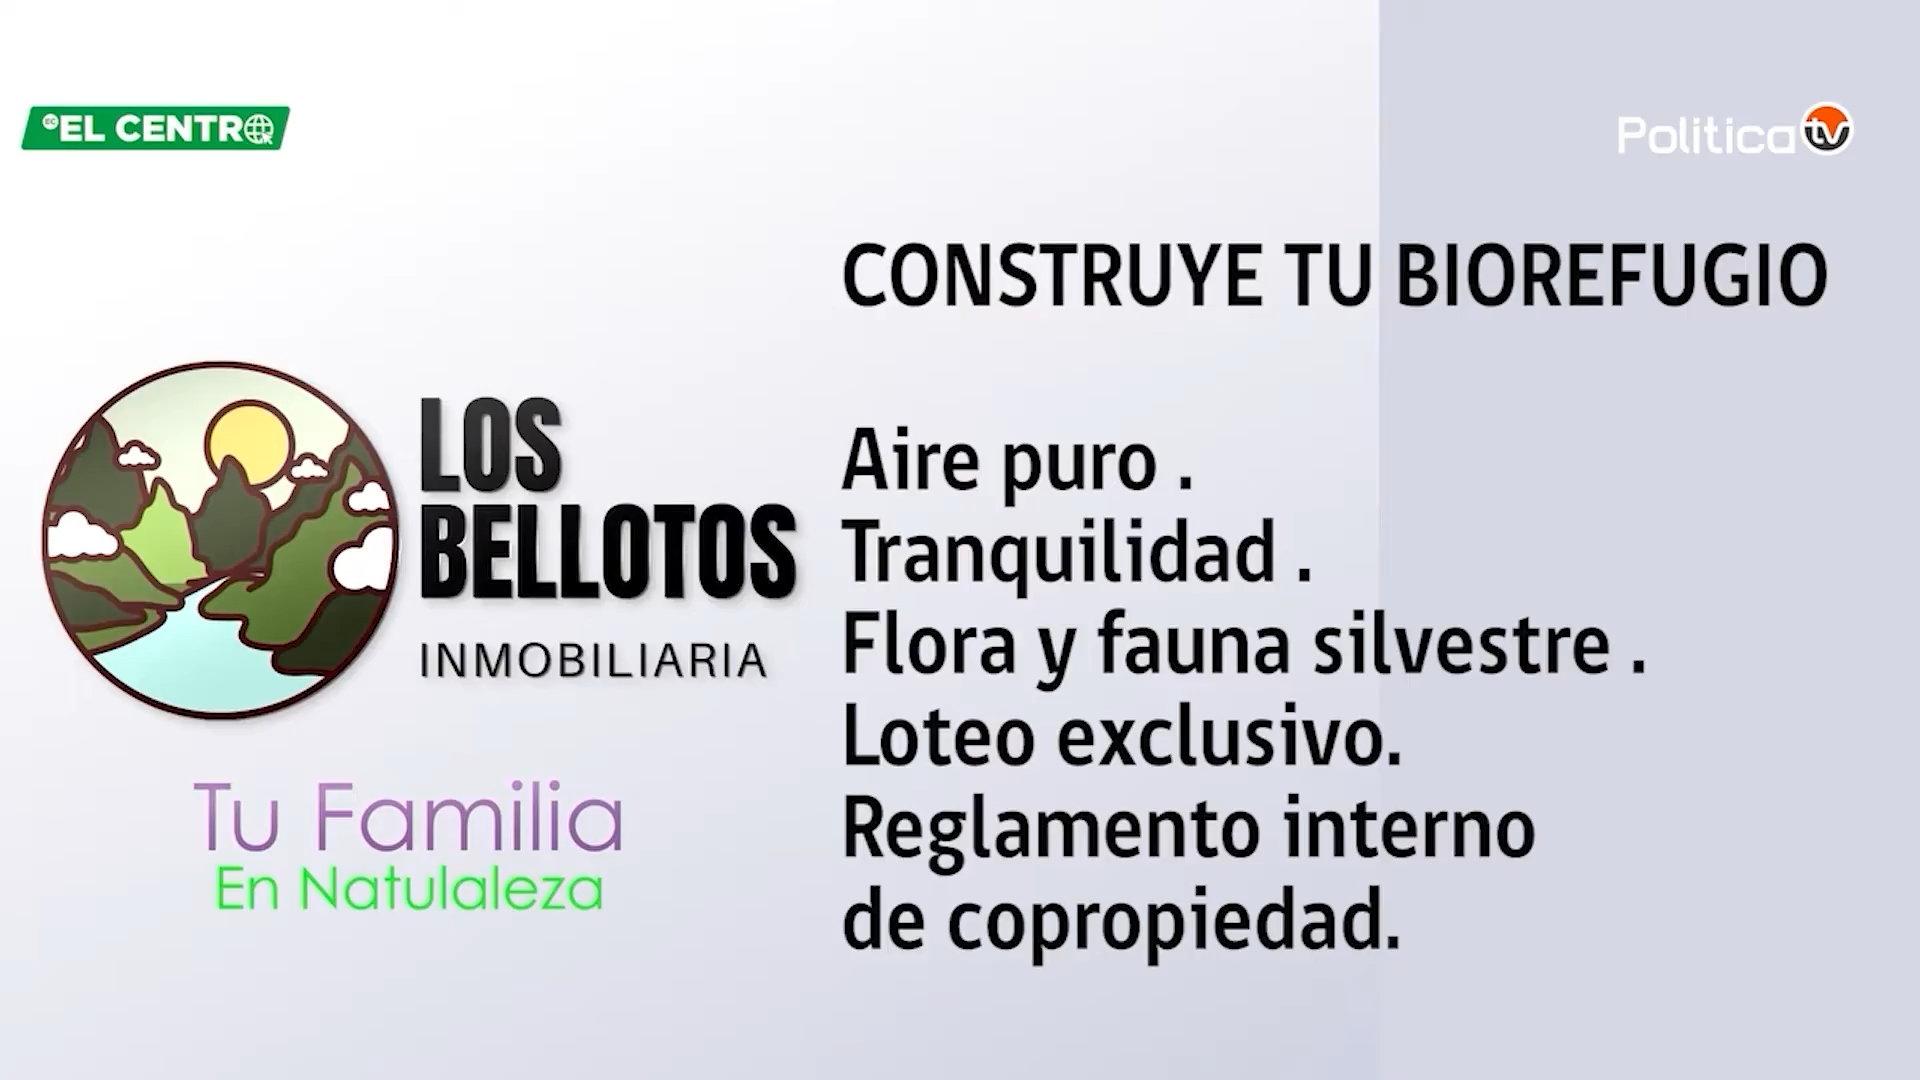 EC EL CENTRO
Politica tv
CONSTRUYE TU BIOREFUGIO
LOS
BELLOTOS
INMOBILIARIA
Tu Familia
En Natulaleza
Aire puro .
Tranquilidad .
Flora y fauna silvestre .
Loteo exclusivo.
Reglamento interno
de copropiedad.